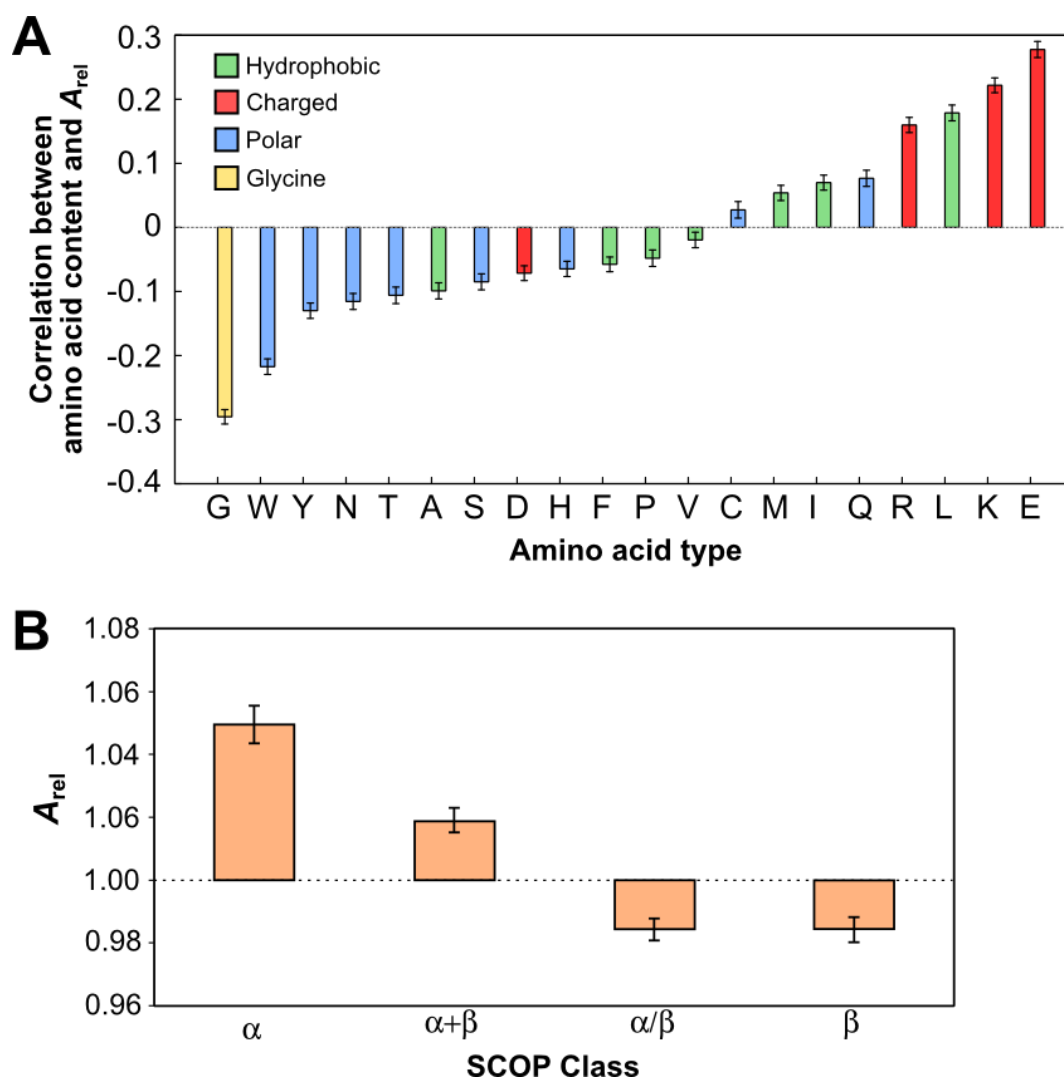 A
Correlation between
amino acid content and Arel
0.3
0.2
0.1
0
-0.1
-0.2
-0.3
-0.4
Hydrophobic
Charged
Polar
Glycine
G W Y N T A S D H F P V C M I Q R L K E
Amino acid type
B
Arel
1.08
1.06
1.04
1.06
1.00
0.98
0.96
α α+β α/β β
SCOP Class